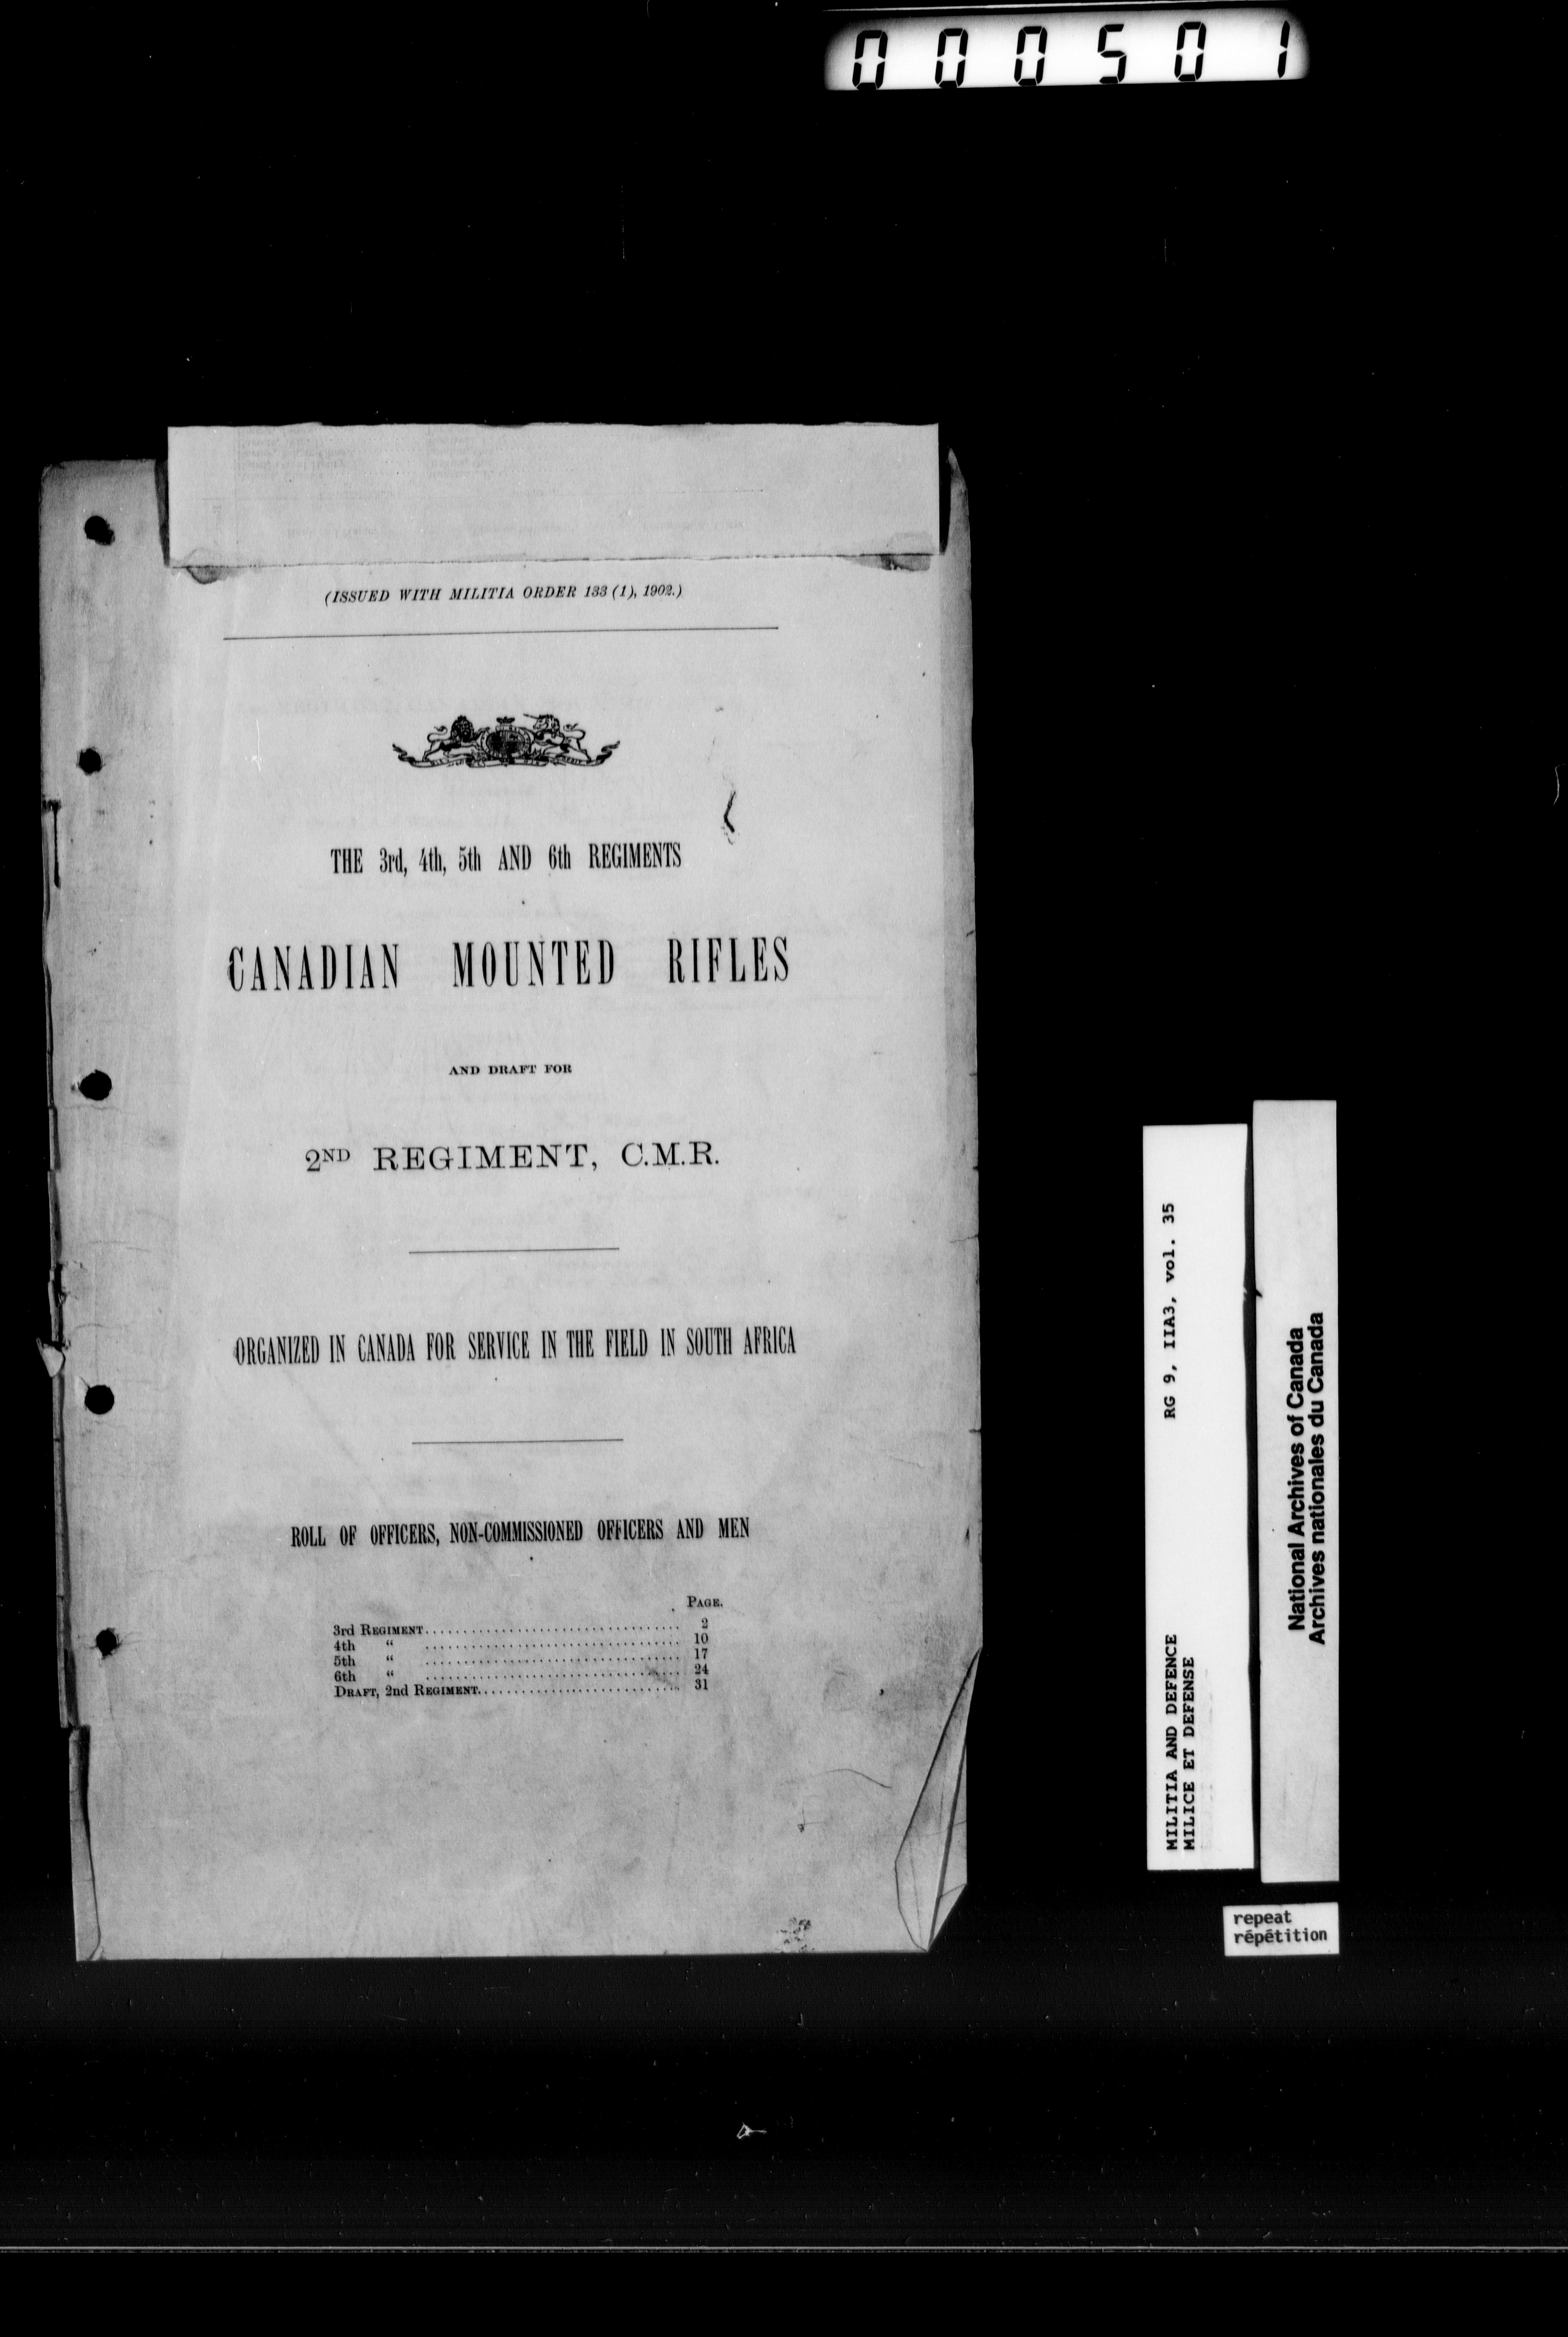 000501
(ISSUED WITH MILITIA ORDER 133 (1), 1902.)
THE 3rd, 4th, 5th AND 6th REGIMENTS
CANADIAN MOUNTED RIFLES
AND DRAFT FOR
2ND REGIMENT, C.M.R.
ORGANIZED IN CANADA FOR SERVICE IN THE FIELD IN SOUTH AFRICA
ROLL OF OFFICERS, NON-COMMISSIONED OFFICERS AND MEN
PAGE.
3rd REGIMENT.................................. 2
4th “ .................................. 10
5th “ .................................. 17
6th “ .................................. 24
DRAFT, 2nd REGIMENT........................... 31
MILITIA AND DEFENCE RG 9, IIA3, vol. 35
MILICE ET DEFENSE
National Archives of Canada
Archives nationales du Canada
repeat
répétition